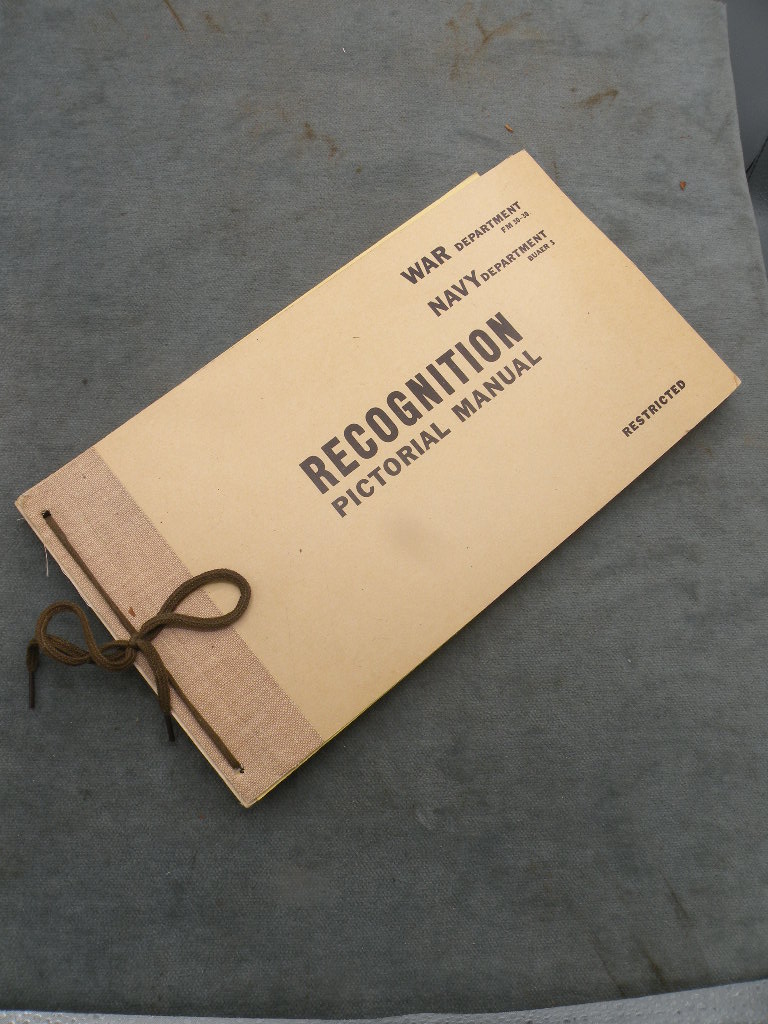 WAR DEPARTMENT
FM 30-30
NAVY DEPARTMENT
BUAER 3
RECOGNITION
PICTORIAL MANUAL
RESTRICTED